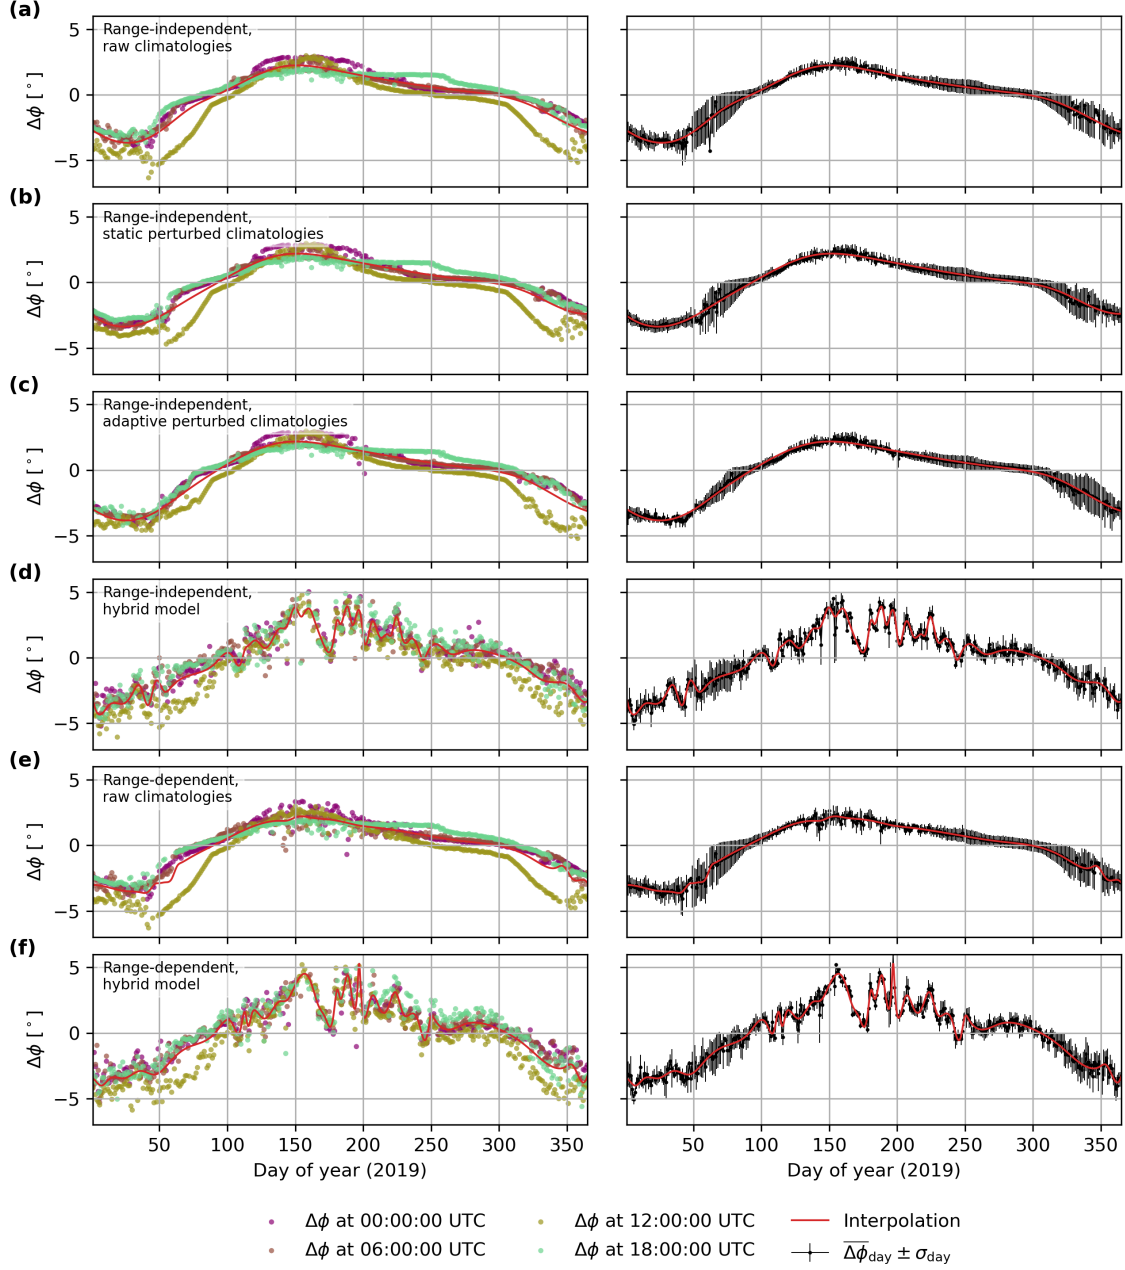 (a)
Range-independent,
raw climatologies
5
0
−5
Δϕ [°]
(b)
Range-independent,
static perturbed climatologies
5
0
−5
Δϕ [°]
(c)
Range-independent,
adaptive perturbed climatologies
5
0
−5
Δϕ [°]
(d)
Range-independent,
hybrid model
5
0
−5
Δϕ [°]
(e)
Range-dependent,
raw climatologies
5
0
−5
Δϕ [°]
(f)
Range-dependent,
hybrid model
5
0
−5
Δϕ [°]
50 100 150 200 250 300 350 50 100 150 200 250 300 350
Day of year (2019) Day of year (2019)
Δϕ at 00:00:00 UTC Δϕ at 12:00:00 UTC Interpolation
Δϕ at 06:00:00 UTC Δϕ at 18:00:00 UTC Δϕ̅day ± σday